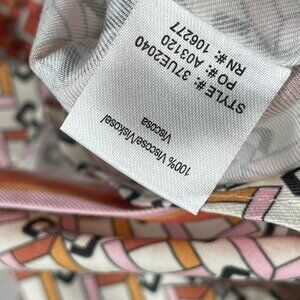 100% Viscose/Viskose/
Viscosa
STYLE#: 37UE2040
PO#: A03120
RN#: 106277